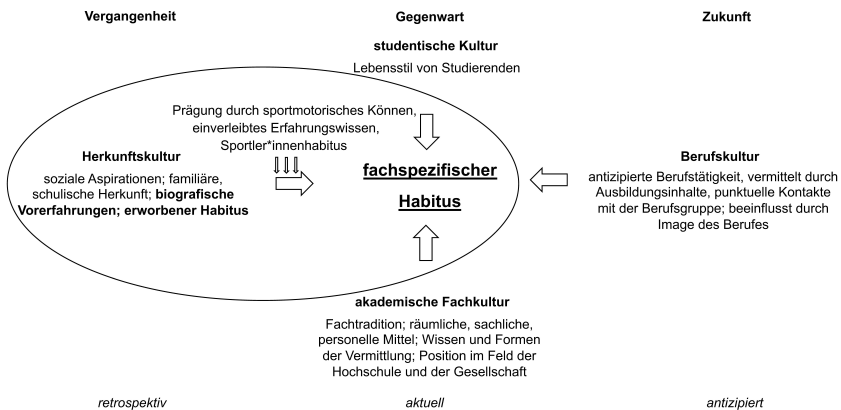 Vergangenheit
Gegenwart
Zukunft
studentische Kultur
Lebensstil von Studierenden
Prägung durch sportmotorisches Können,
einverleibtes Erfahrungswissen,
Sportler*innenhabitus
Herkunftskultur
soziale Aspirationen; familiäre,
schulische Herkunft; biografische
Vorerfahrungen; erworbener Habitus
fachspezifischer
Habitus
Berufskultur
antizipierte Berufstätigkeit, vermittelt durch
Ausbildungsinhalte, punktuelle Kontakte
mit der Berufsgruppe; beeinflusst durch
Image des Berufes
akademische Fachkultur
Fachtradition; räumliche, sachliche,
personelle Mittel; Wissen und Formen
der Vermittlung; Position im Feld der
Hochschule und der Gesellschaft
retrospektiv
aktuell
antizipiert